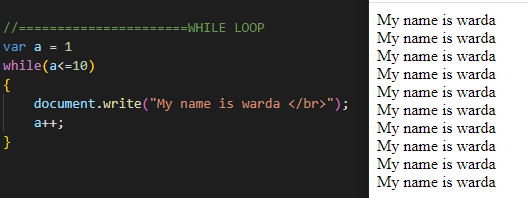 //======================WHILE LOOP
var a = 1
while(a<=10)
{
    document.write("My name is warda </br>");
    a++;
}
My name is warda
My name is warda
My name is warda
My name is warda
My name is warda
My name is warda
My name is warda
My name is warda
My name is warda
My name is warda